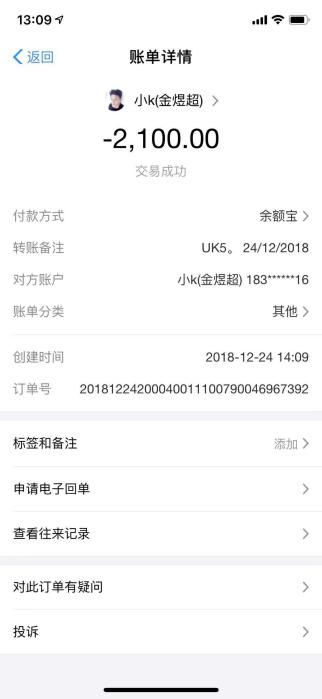 13:09
返回 账单详情
小k(金煜超)
-2,100.00
交易成功
付款方式 余额宝
转账备注 UK5。 24/12/2018
对方账户 小k(金煜超) 183******16
账单分类 其他
创建时间 2018-12-24 14:09
订单号 20181224200040011100790046967392
标签和备注 添加
申请电子回单
查看往来记录
对此订单有疑问
投诉